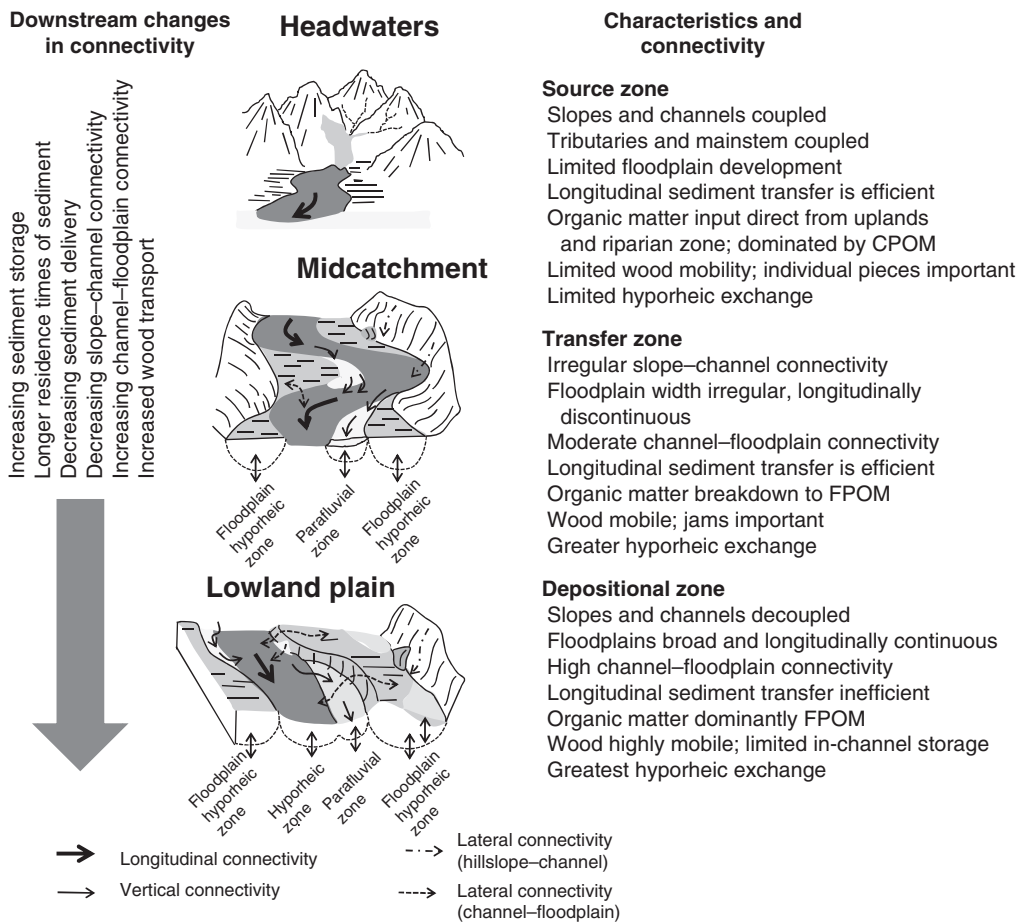 Downstream changes
in connectivity
Increasing sediment storage
Longer residence times of sediment
Decreasing sediment delivery
Decreasing slope–channel connectivity
Increasing channel–floodplain connectivity
Increased wood transport
Headwaters
Midcatchment
Floodplain
hyporheic
zone
Parafluvial
zone
Floodplain
hyporheic
zone
Lowland plain
Floodplain
hyporheic
zone
Hyporheic
zone
Parafluvial
zone
Floodplain
hyporheic
zone
Characteristics and
connectivity
Source zone
Slopes and channels coupled
Tributaries and mainstem coupled
Limited floodplain development
Longitudinal sediment transfer is efficient
Organic matter input direct from uplands
and riparian zone; dominated by CPOM
Limited wood mobility; individual pieces important
Limited hyporheic exchange
Transfer zone
Irregular slope–channel connectivity
Floodplain width irregular, longitudinally
discontinuous
Moderate channel–floodplain connectivity
Longitudinal sediment transfer is efficient
Organic matter breakdown to FPOM
Wood mobile; jams important
Greater hyporheic exchange
Depositional zone
Slopes and channels decoupled
Floodplains broad and longitudinally continuous
High channel–floodplain connectivity
Longitudinal sediment transfer inefficient
Organic matter dominantly FPOM
Wood highly mobile; limited in-channel storage
Greatest hyporheic exchange
Longitudinal connectivity
Vertical connectivity
Lateral connectivity
(hillslope–channel)
Lateral connectivity
(channel–floodplain)